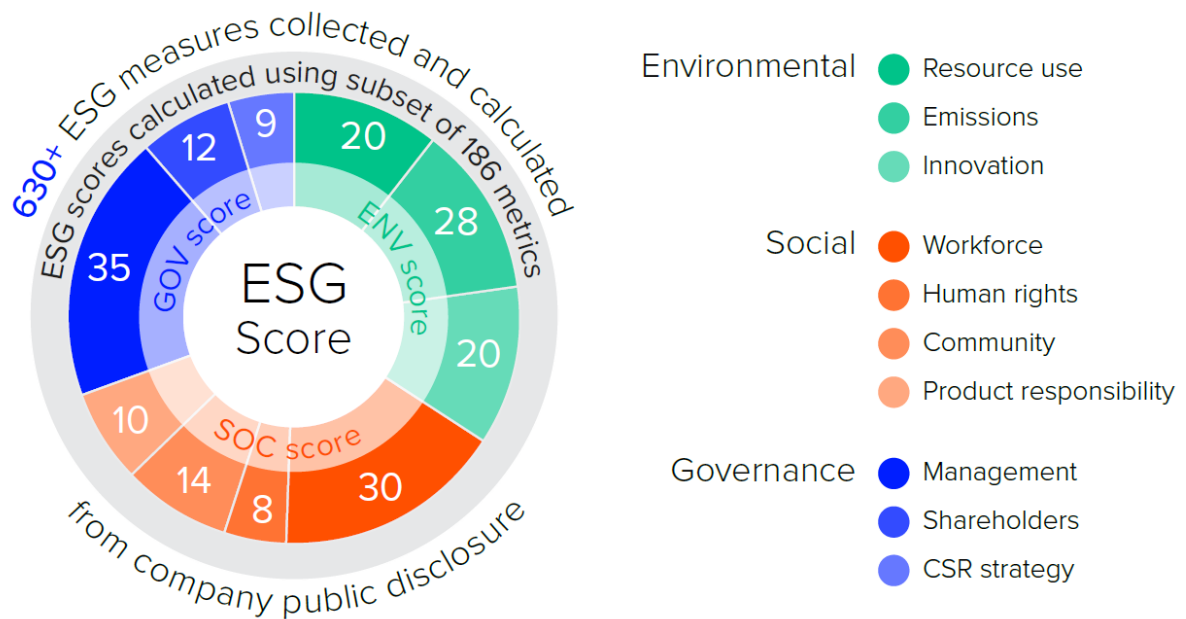 630+ ESG measures collected and calculated
ESG scores calculated using subset of 186 metrics
from company public disclosure
ESG
Score
ENV score
20
28
20
SOC score
30
8
14
10
GOV score
35
12
9
Environmental
Resource use
Emissions
Innovation
Social
Workforce
Human rights
Community
Product responsibility
Governance
Management
Shareholders
CSR strategy